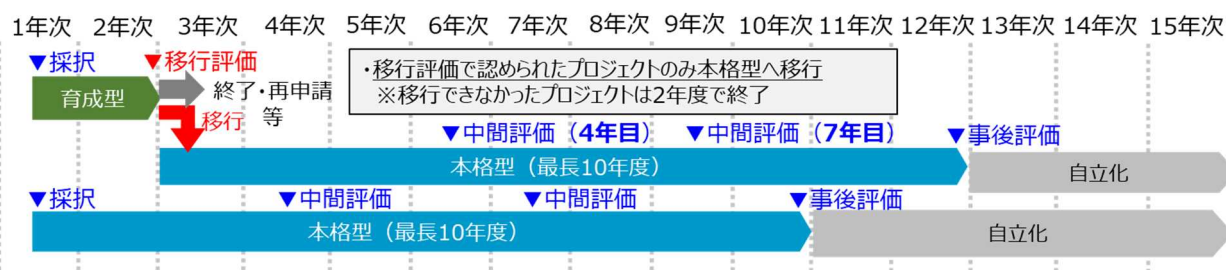 1年次 2年次 3年次 4年次 5年次 6年次 7年次 8年次 9年次 10年次 11年次 12年次 13年次 14年次 15年次
▼採択 ▼移行評価
育成型
終了・再申請
等
移行
・移行評価で認められたプロジェクトのみ本格型へ移行
※移行できなかったプロジェクトは2年度で終了
▼中間評価（4年目） ▼中間評価（7年目） ▼事後評価
本格型（最長10年度） 自立化
▼採択 ▼中間評価 ▼中間評価 ▼事後評価
本格型（最長10年度） 自立化